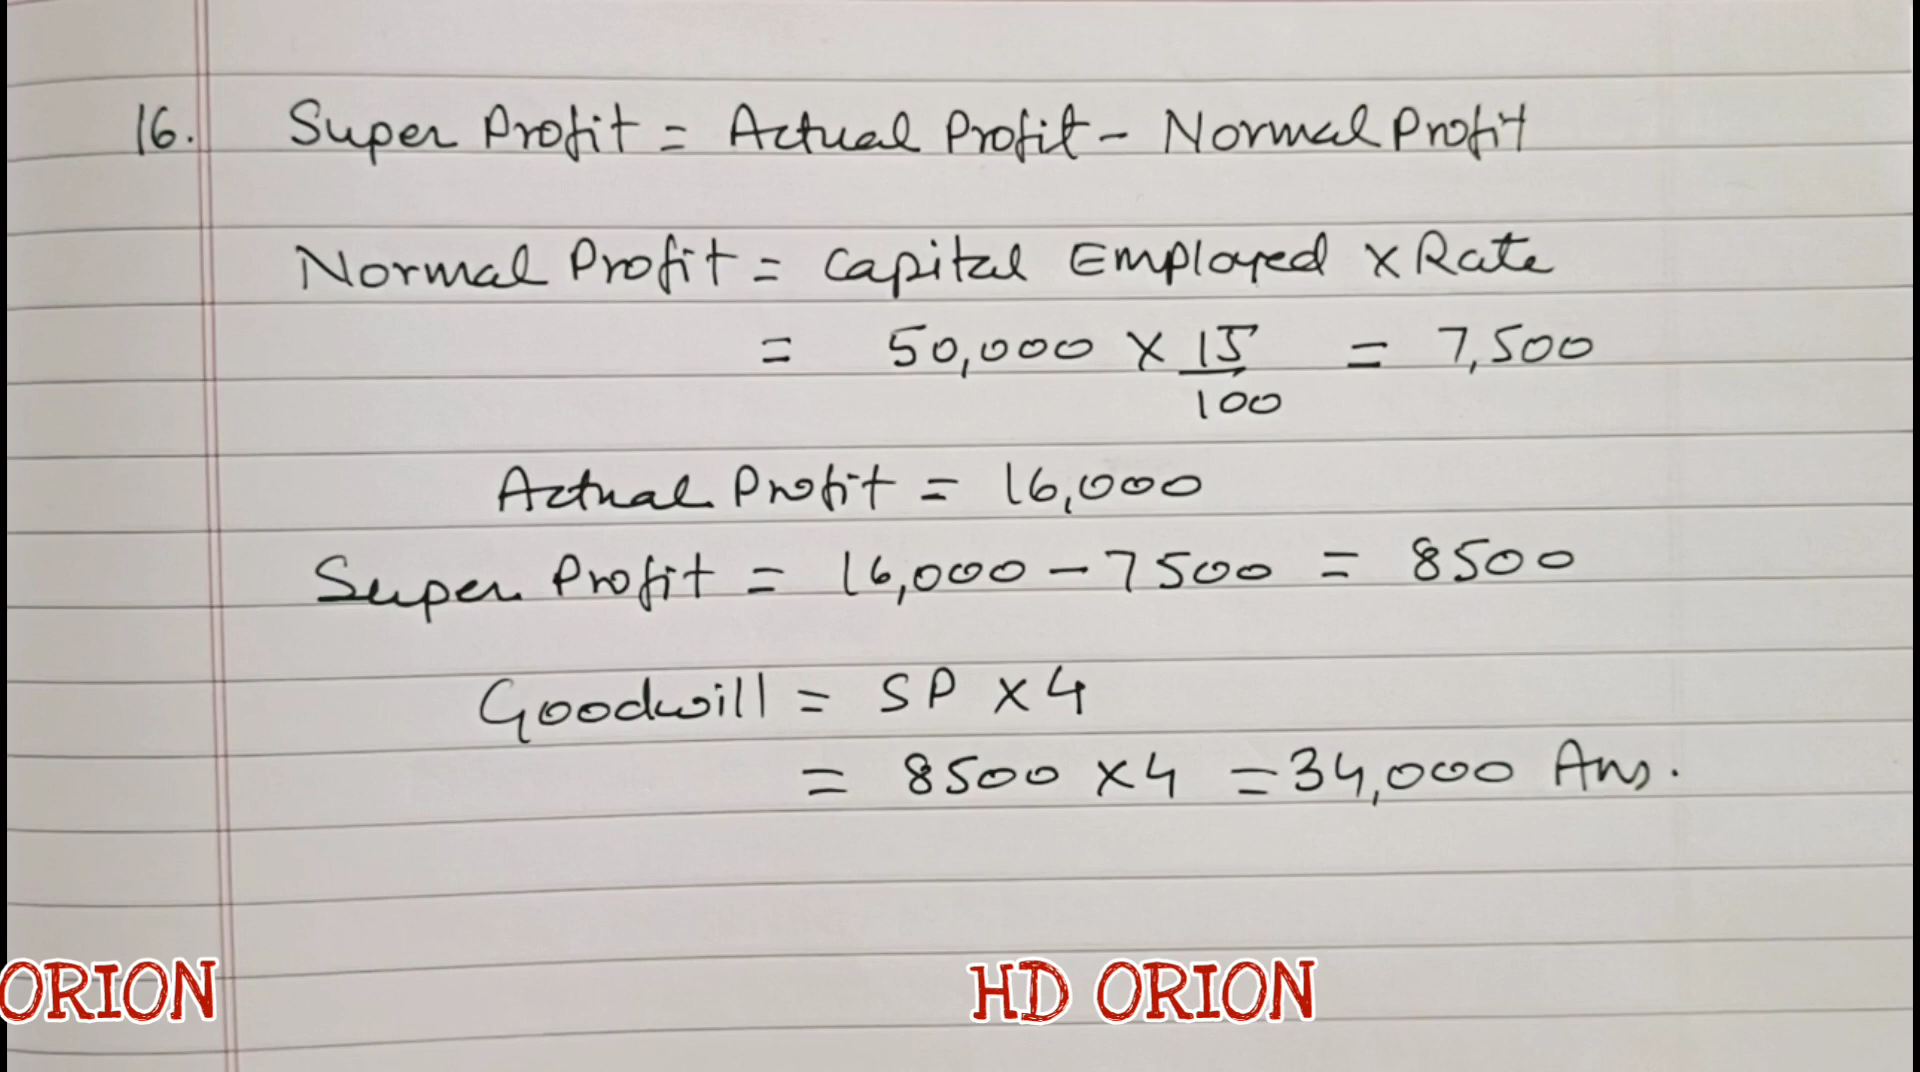 16. Super Profit = Actual Profit - Normal Profit
Normal Profit = Capital Employed x Rate
= 50,000 x 15/100 = 7,500
Actual Profit = 16,000
Super Profit = 16,000 - 7500 = 8500
Goodwill = SP x 4
= 8500 x 4 = 34,000 Ans.
ORION HD ORION